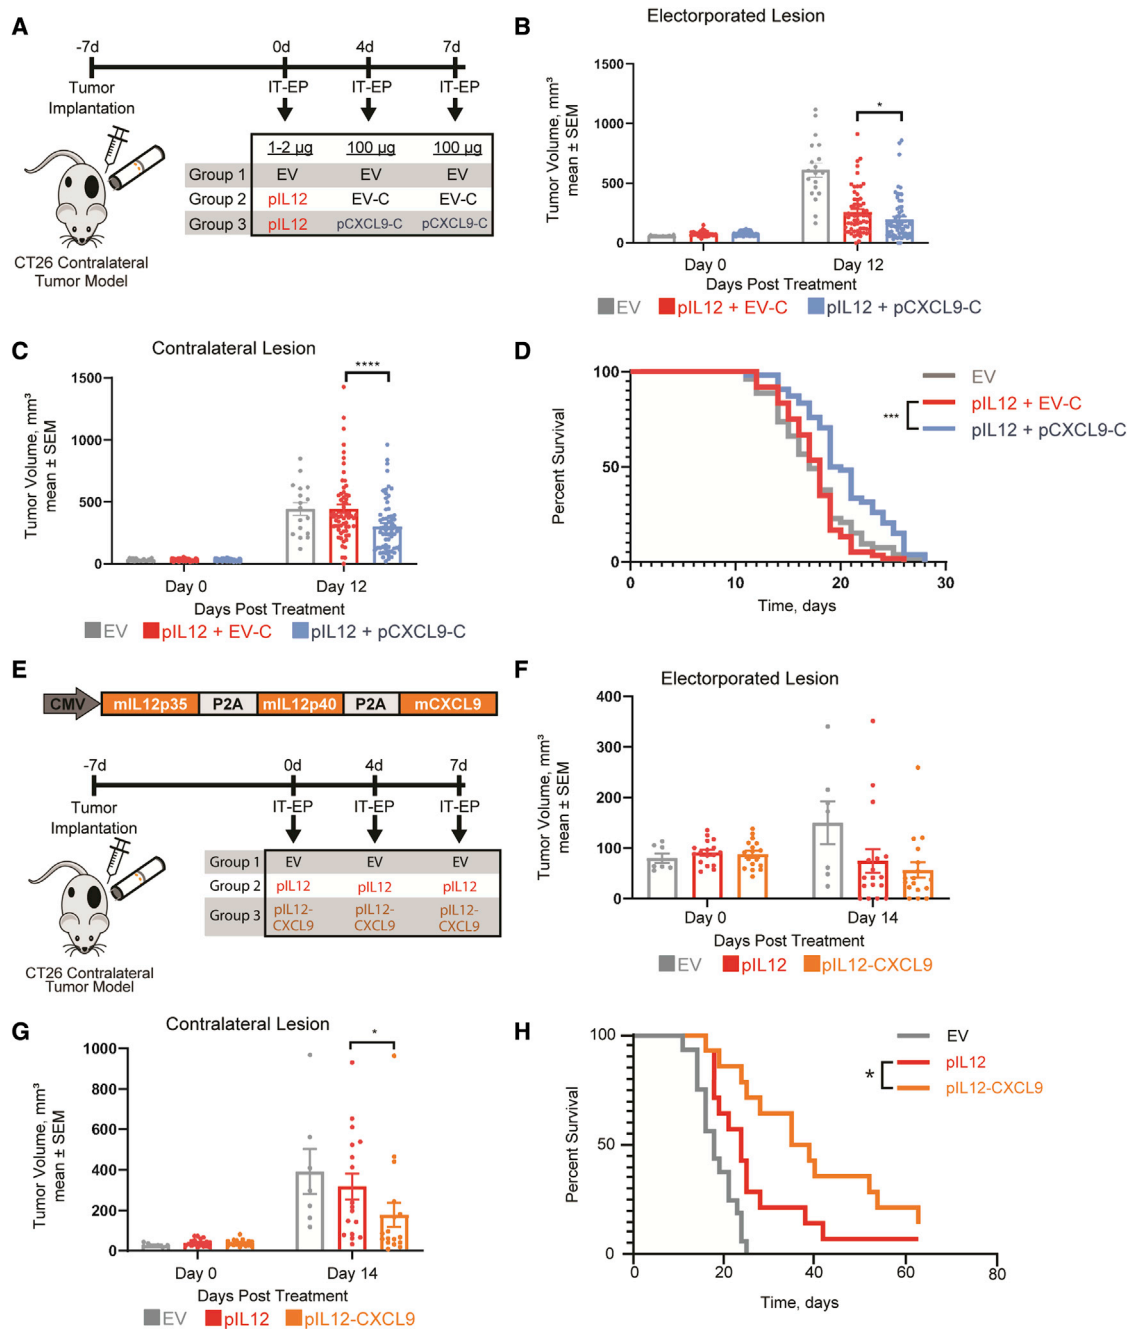 A
-7d 0d 4d 7d
Tumor
Implantation
IT-EP IT-EP IT-EP
1-2 µg 100 µg 100 µg
Group 1 EV EV EV
Group 2 pIL12 EV-C EV-C
Group 3 pIL12 pCXCL9-C pCXCL9-C
CT26 Contralateral
Tumor Model
B
Electorporated Lesion
Tumor Volume, mm³
mean ± SEM
1500
1000
500
0
*
Day 0 Day 12
Days Post Treatment
EV pIL12 + EV-C pIL12 + pCXCL9-C
C
Contralateral Lesion
Tumor Volume, mm³
mean ± SEM
1500
1000
500
0
****
Day 0 Day 12
Days Post Treatment
EV pIL12 + EV-C pIL12 + pCXCL9-C
D
Percent Survival
100
50
0
0 10 20 30
Time, days
EV
pIL12 + EV-C
pIL12 + pCXCL9-C
***
E
CMV mIL12p35 P2A mIL12p40 P2A mCXCL9
-7d 0d 4d 7d
Tumor
Implantation
IT-EP IT-EP IT-EP
Group 1 EV EV EV
Group 2 pIL12 pIL12 pIL12
Group 3 pIL12- pIL12- pIL12-
CXCL9 CXCL9 CXCL9
CT26 Contralateral
Tumor Model
F
Electorporated Lesion
Tumor Volume, mm³
mean ± SEM
400
300
200
100
0
Day 0 Day 14
Days Post Treatment
EV pIL12 pIL12-CXCL9
G
Contralateral Lesion
Tumor Volume, mm³
mean ± SEM
1000
800
600
400
200
0
*
Day 0 Day 14
Days Post Treatment
EV pIL12 pIL12-CXCL9
H
Percent Survival
100
50
0
0 20 40 60 80
Time, days
EV
pIL12
pIL12-CXCL9
*